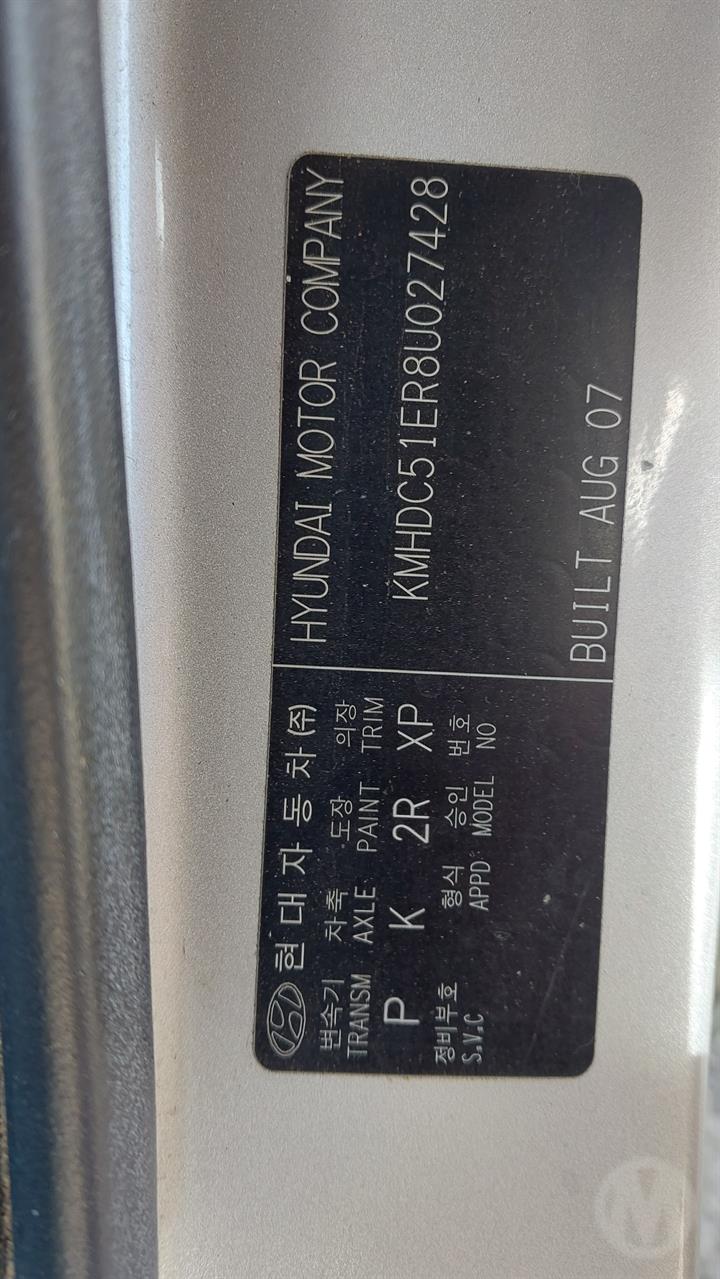 현대자동차(주)
변속기 차축 도장 의장
TRANSM AXLE PAINT TRIM
P K 2R XP
정비부호 형식 승인 번호
S.V.C APPD MODEL NO
HYUNDAI MOTOR COMPANY
KMHDC51ER8U027428
BUILT AUG 07
M